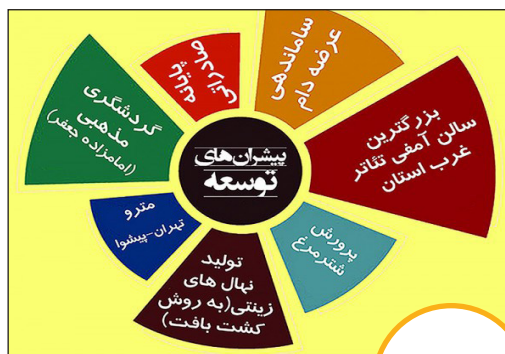 پیشران‌های
توسعه
ساماندهی
عرضه دام
بزرگترین
سالن آمفی تئاتر
غرب استان
پرورش
شترمرغ
تولید
نهال های
زینتی(به روش
کشت بافت)
مترو
تهران-پیشوا
گردشگری
مذهبی
(امامزاده جعفر)
پایانه
صادراتی